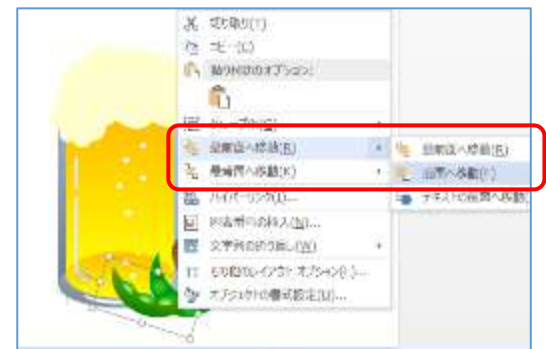 切り取り(T)
コピー(C)
貼り付けのオプション:
グループ化(G)
最前面へ移動(R)
最背面へ移動(K)
ハイパーリンク(I)...
図表番号の挿入(N)...
文字列の折り返し(W)
その他のレイアウト オプション(L)...
オブジェクトの書式設定(U)...
最前面へ移動(R)
前面へ移動(F)
テキストの前面へ移動